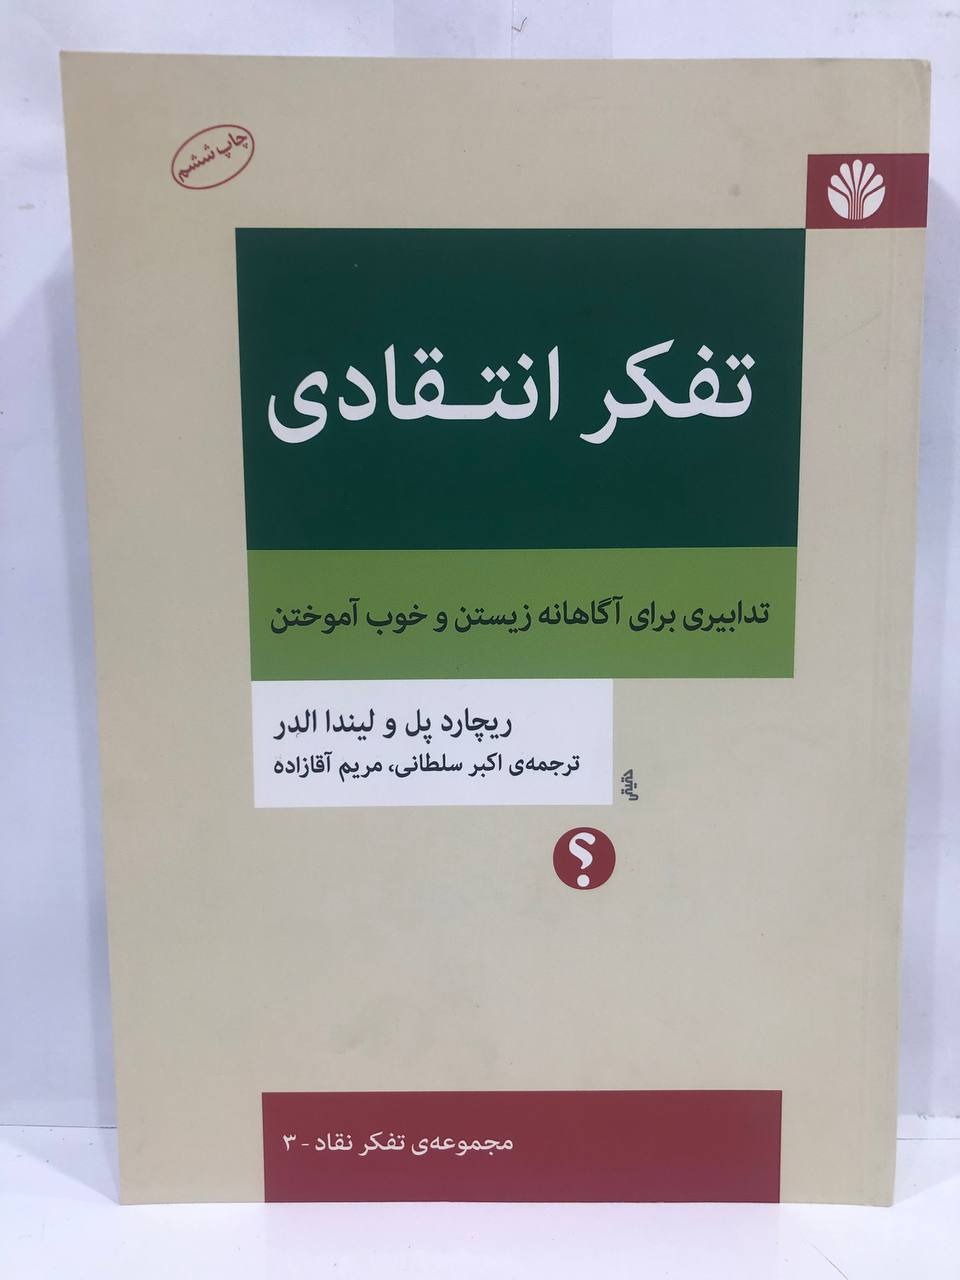 چاپ ششم
تفکر انتـقادی
تدابیری برای آگاهانه زیستن و خوب آموختن
ریچارد پل و لیندا الدر
ترجمه‌ی اکبر سلطانی، مریم آقازاده
؟
مجموعه‌ی تفکر نقاد - ۳